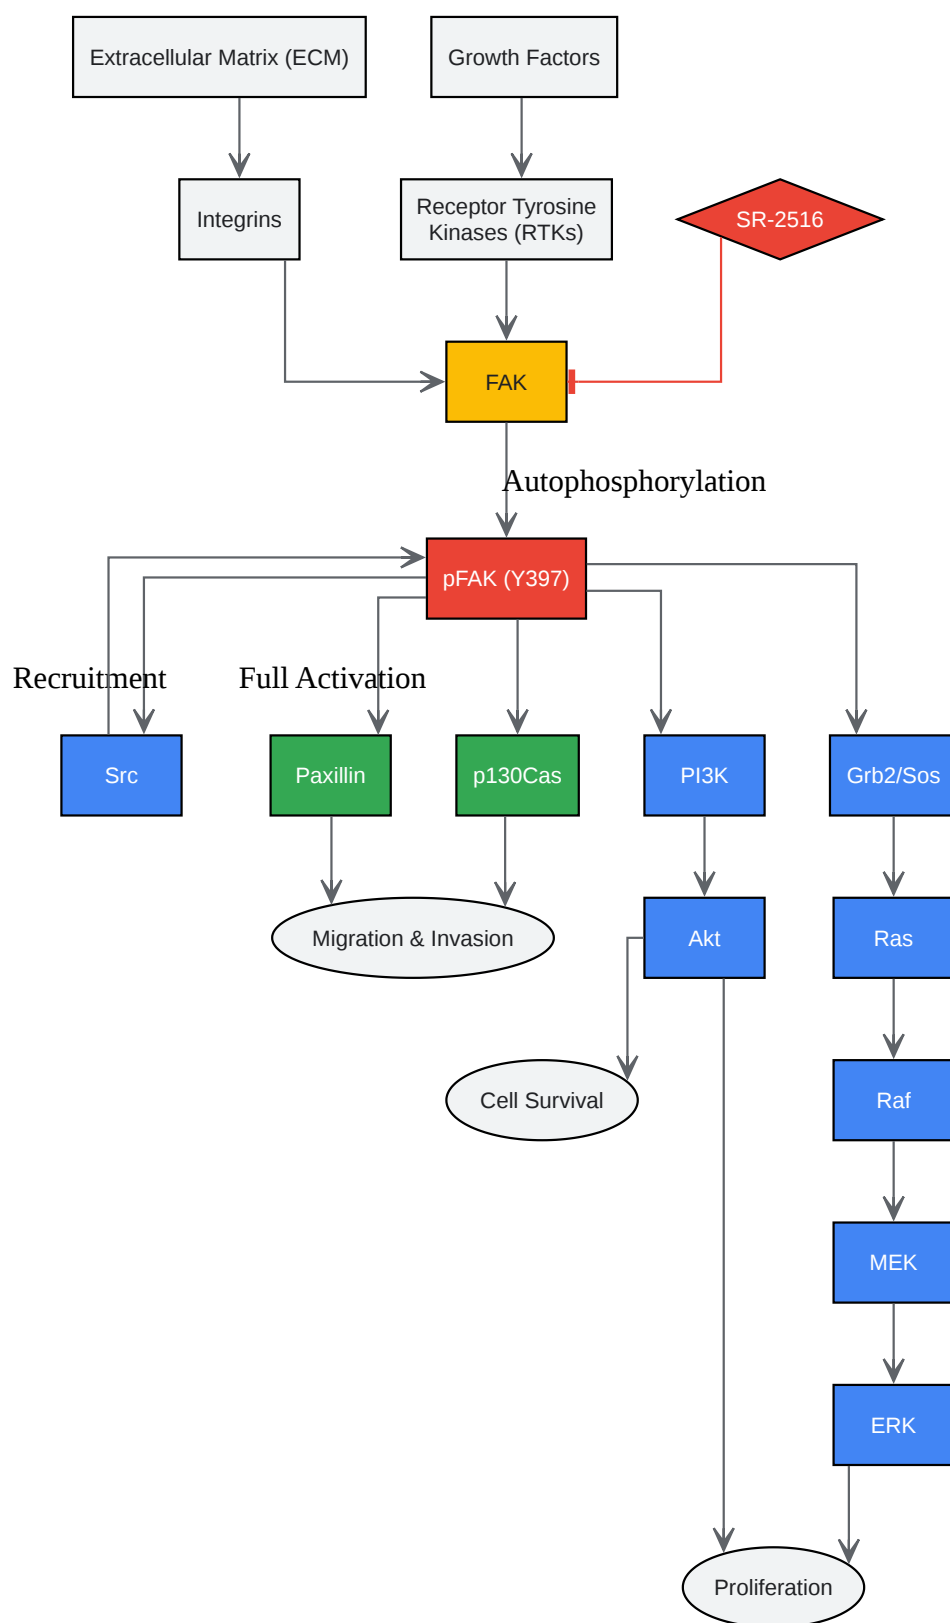 Extracellular Matrix (ECM)
Growth Factors
Integrins
Receptor Tyrosine
Kinases (RTKs)
SR-2516
FAK
Autophosphorylation
pFAK (Y397)
Recruitment
Full Activation
Src
Paxillin
p130Cas
PI3K
Grb2/Sos
Migration & Invasion
Akt
Ras
Cell Survival
Raf
MEK
ERK
Proliferation